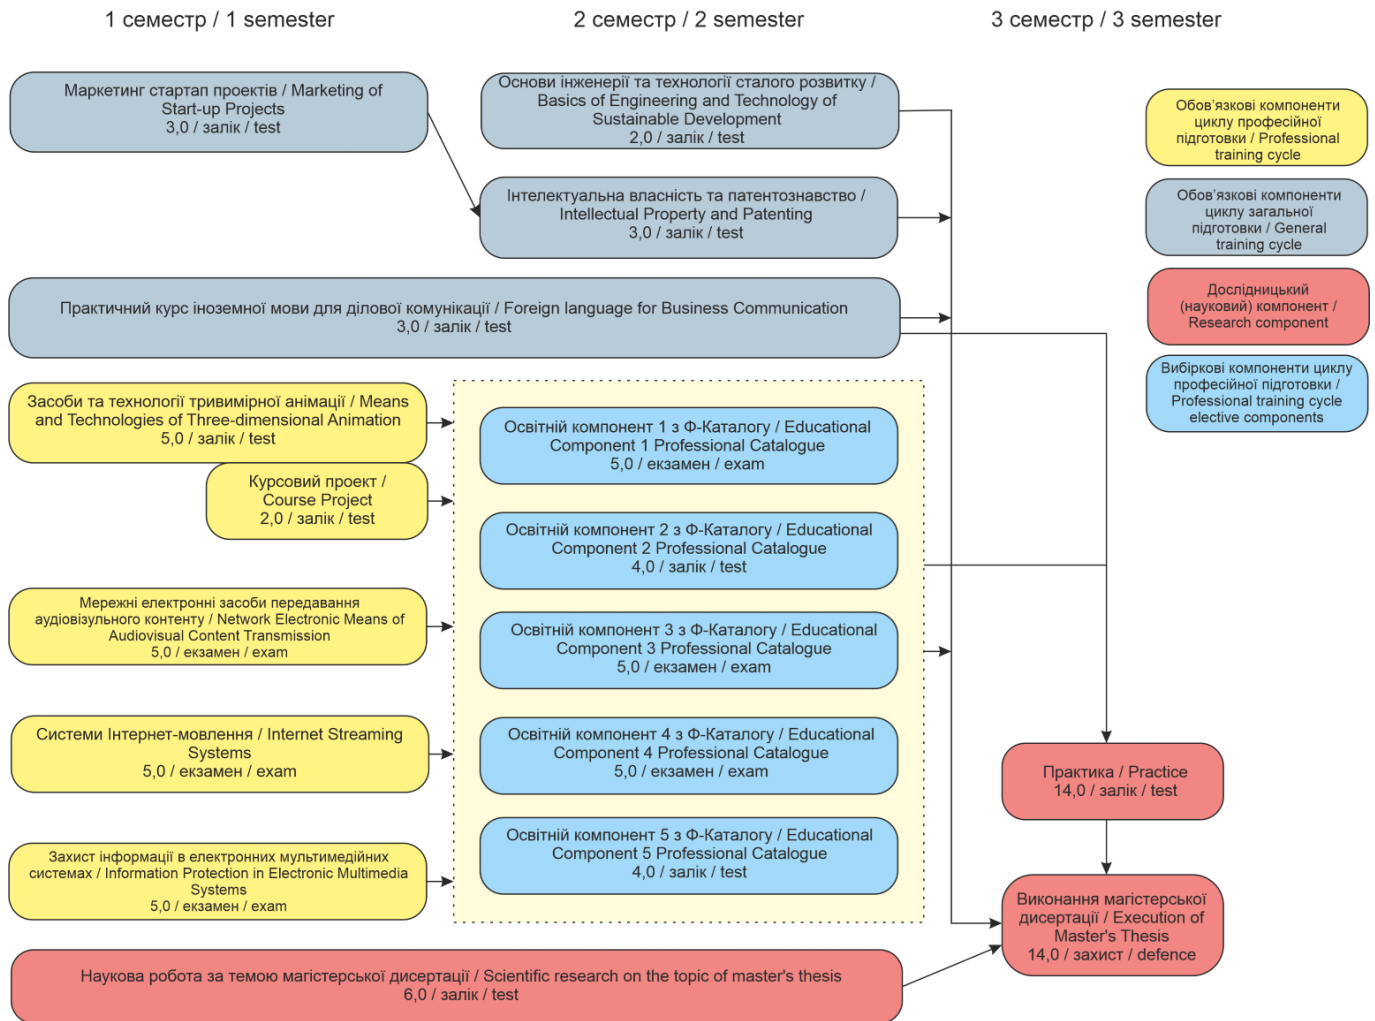 1 семестр / 1 semester
2 семестр / 2 semester
3 семестр / 3 semester
Маркетинг стартап проектів / Marketing of
Start-up Projects
3,0 / залік / test
Основи інженерії та технології сталого розвитку /
Basics of Engineering and Technology of
Sustainable Development
2,0 / залік / test
Інтелектуальна власність та патентознавство /
Intellectual Property and Patenting
3,0 / залік / test
Практичний курс іноземної мови для ділової комунікації / Foreign language for Business Communication
3,0 / залік / test
Засоби та технології тривимірної анімації / Means
and Technologies of Three-dimensional Animation
5,0 / залік / test
Курсовий проект /
Course Project
2,0 / залік / test
Мережні електронні засоби передавання
аудіовізульного контенту / Network Electronic Means of
Audiovisual Content Transmission
5,0 / екзамен / exam
Системи Інтернет-мовлення / Internet Streaming
Systems
5,0 / екзамен / exam
Захист інформації в електронних мультимедійних
системах / Information Protection in Electronic Multimedia
Systems
5,0 / екзамен / exam
Освітній компонент 1 з Ф-Каталогу / Educational
Component 1 Professional Catalogue
5,0 / екзамен / exam
Освітній компонент 2 з Ф-Каталогу / Educational
Component 2 Professional Catalogue
4,0 / залік / test
Освітній компонент 3 з Ф-Каталогу / Educational
Component 3 Professional Catalogue
5,0 / екзамен / exam
Освітній компонент 4 з Ф-Каталогу / Educational
Component 4 Professional Catalogue
5,0 / екзамен / exam
Освітній компонент 5 з Ф-Каталогу / Educational
Component 5 Professional Catalogue
4,0 / залік / test
Наукова робота за темою магістерської дисертації / Scientific research on the topic of master's thesis
6,0 / залік / test
Практика / Practice
14,0 / залік / test
Виконання магістерської
дисертації / Execution of
Master's Thesis
14,0 / захист / defence
Обов’язкові компоненти
циклу професійної
підготовки / Professional
training cycle
Обов’язкові компоненти
циклу загальної
підготовки / General
training cycle
Дослідницький
(науковий) компонент /
Research component
Вибіркові компоненти циклу
професійної підготовки /
Professional training cycle
elective components